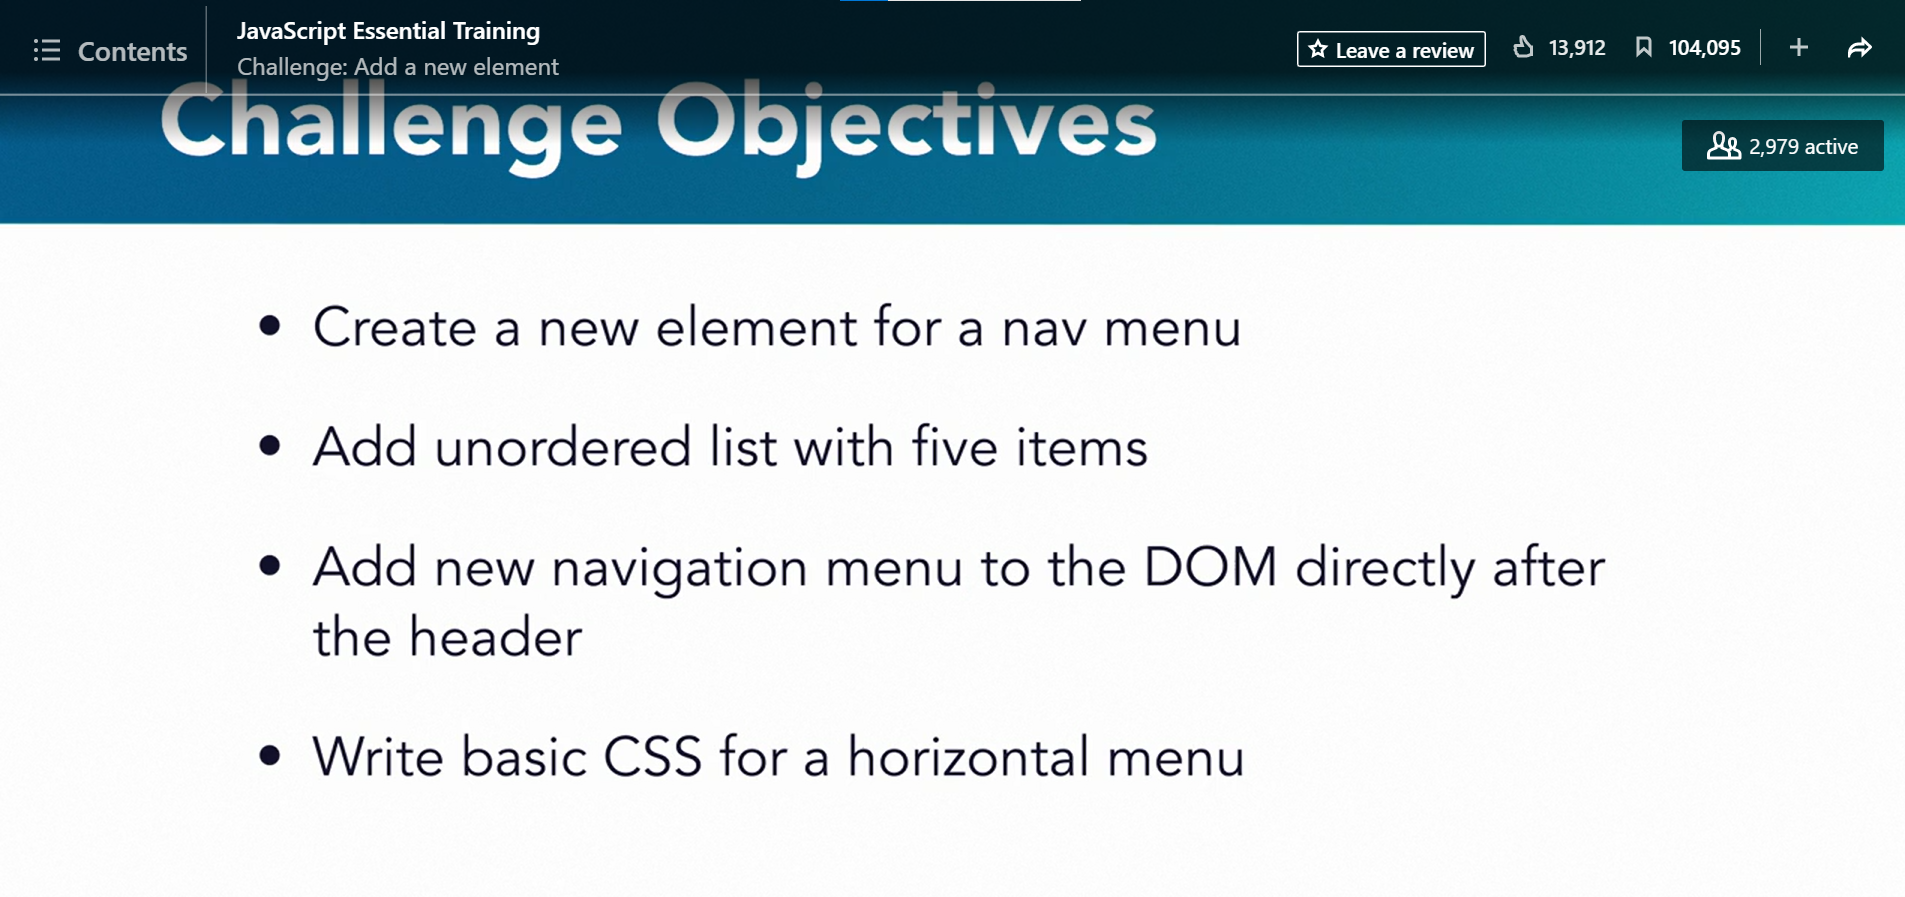 Contents
JavaScript Essential Training
Challenge: Add a new element
Leave a review
13,912
104,095
Challenge Objectives
2,979 active
• Create a new element for a nav menu
• Add unordered list with five items
• Add new navigation menu to the DOM directly after
the header
• Write basic CSS for a horizontal menu